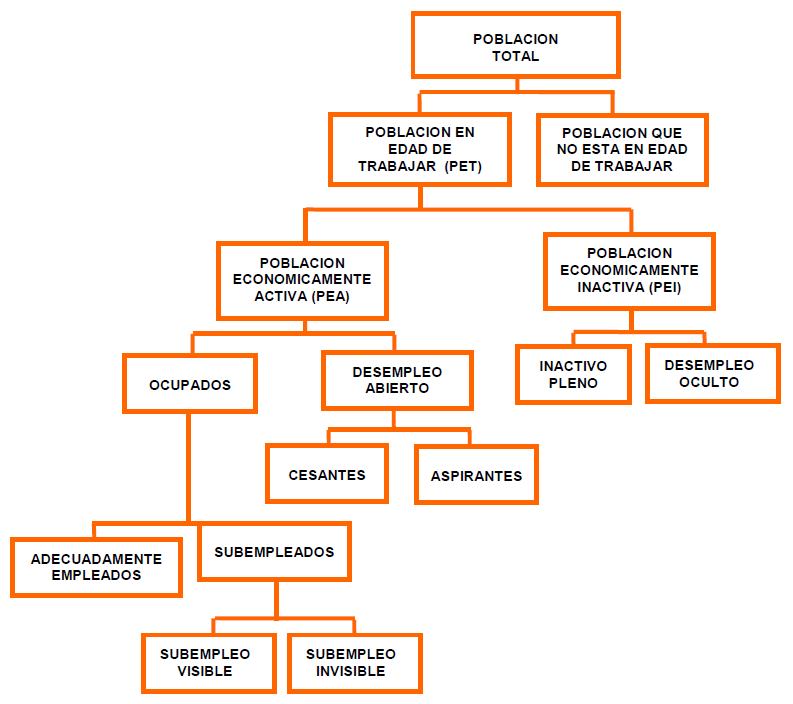 POBLACION
TOTAL
POBLACION EN
EDAD DE
TRABAJAR (PET)
POBLACION QUE
NO ESTA EN EDAD
DE TRABAJAR
POBLACION
ECONOMICAMENTE
ACTIVA (PEA)
POBLACION
ECONOMICAMENTE
INACTIVA (PEI)
OCUPADOS
DESEMPLEO
ABIERTO
INACTIVO
PLENO
DESEMPLEO
OCULTO
CESANTES
ASPIRANTES
ADECUADAMENTE
EMPLEADOS
SUBEMPLEADOS
SUBEMPLEO
VISIBLE
SUBEMPLEO
INVISIBLE